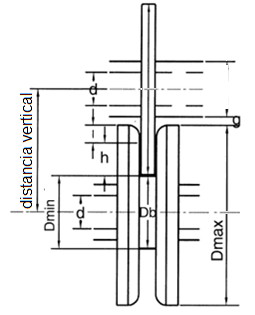 distancia vertical
d
g
h
Dmin
d
Db
Dmax